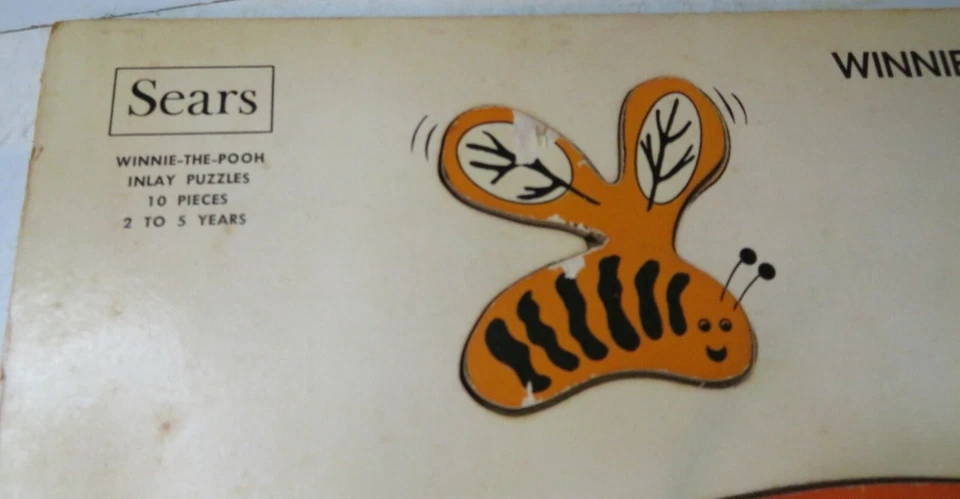 Sears
WINNIE-THE-POOH
INLAY PUZZLES
10 PIECES
2 TO 5 YEARS
WINNIE